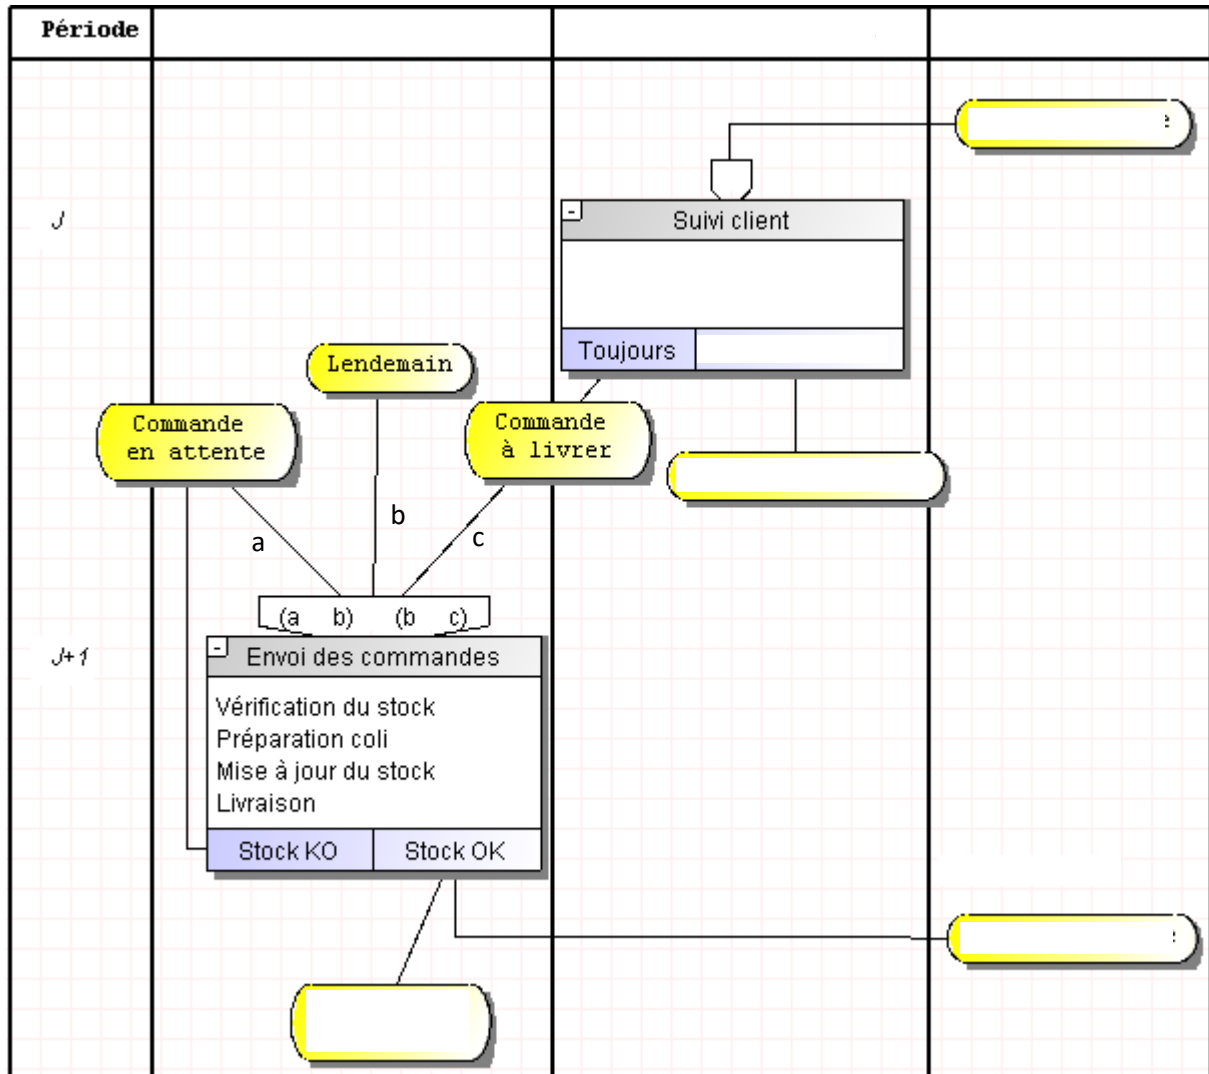 Période
J
Suivi client
Toujours
Lendemain
Commande
en attente
Commande
à livrer
a
b
c
(a b) (b c)
J+1
Envoi des commandes
Vérification du stock
Préparation coli
Mise à jour du stock
Livraison
Stock KO
Stock OK